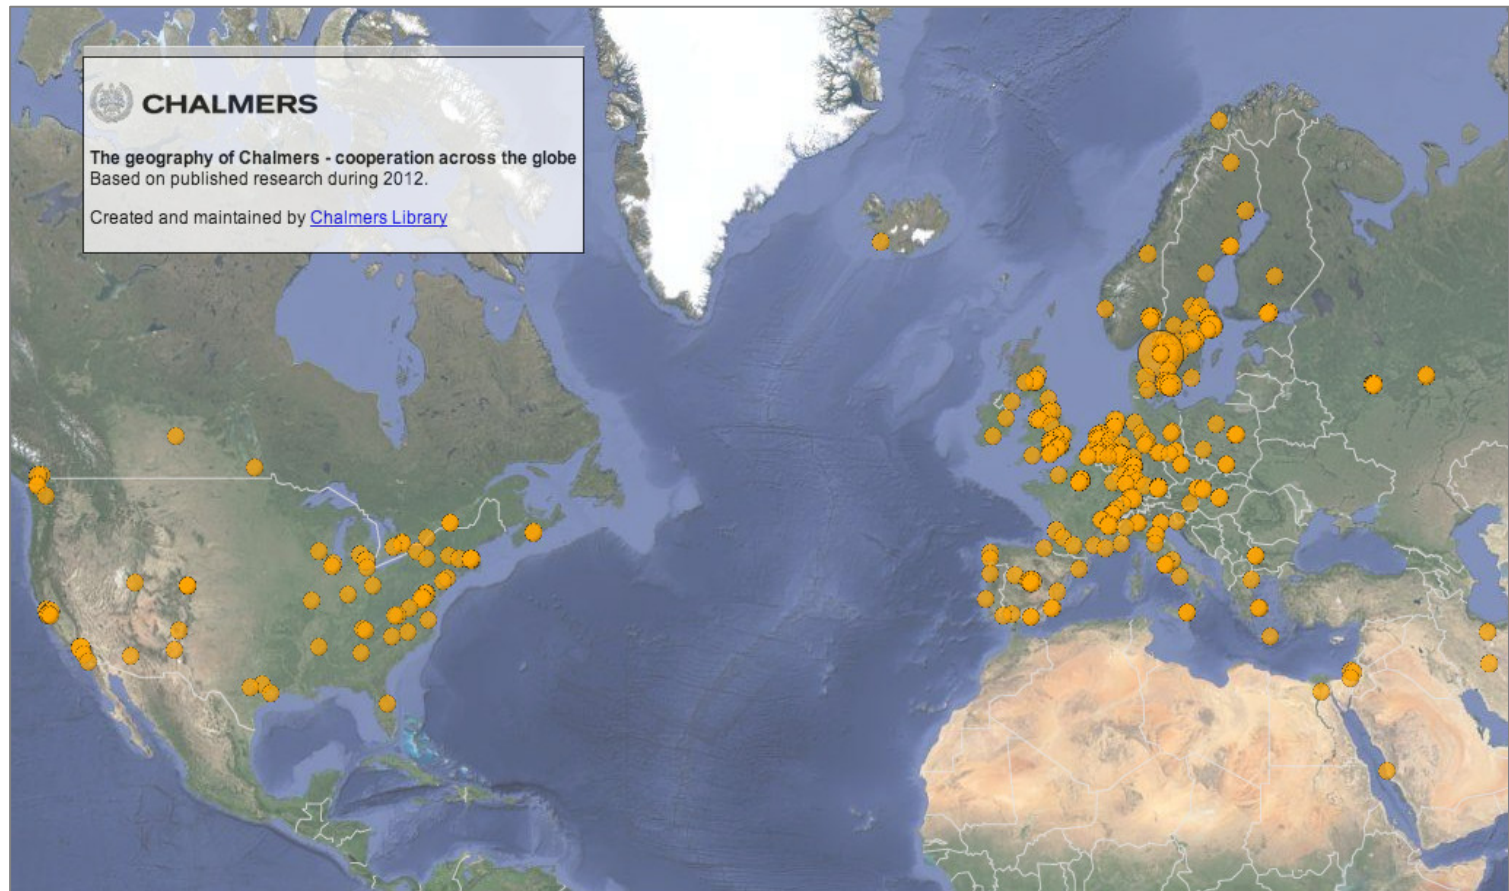 CHALMERS
The geography of Chalmers - cooperation across the globe
Based on published research during 2012.
Created and maintained by Chalmers Library